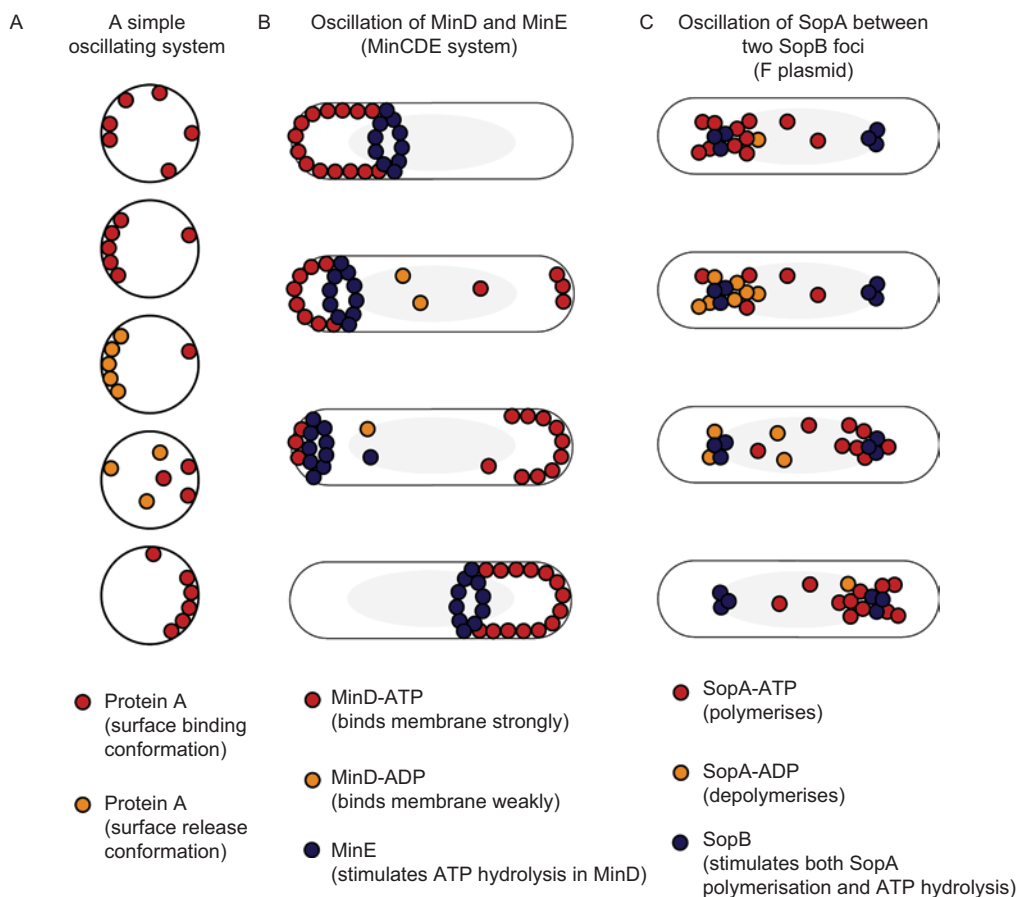 A
A simple
oscillating system
B
Oscillation of MinD and MinE
(MinCDE system)
C
Oscillation of SopA between
two SopB foci
(F plasmid)
Protein A
(surface binding
conformation)
Protein A
(surface release
conformation)
MinD-ATP
(binds membrane strongly)
MinD-ADP
(binds membrane weakly)
MinE
(stimulates ATP hydrolysis in MinD)
SopA-ATP
(polymerises)
SopA-ADP
(depolymerises)
SopB
(stimulates both SopA
polymerisation and ATP hydrolysis)